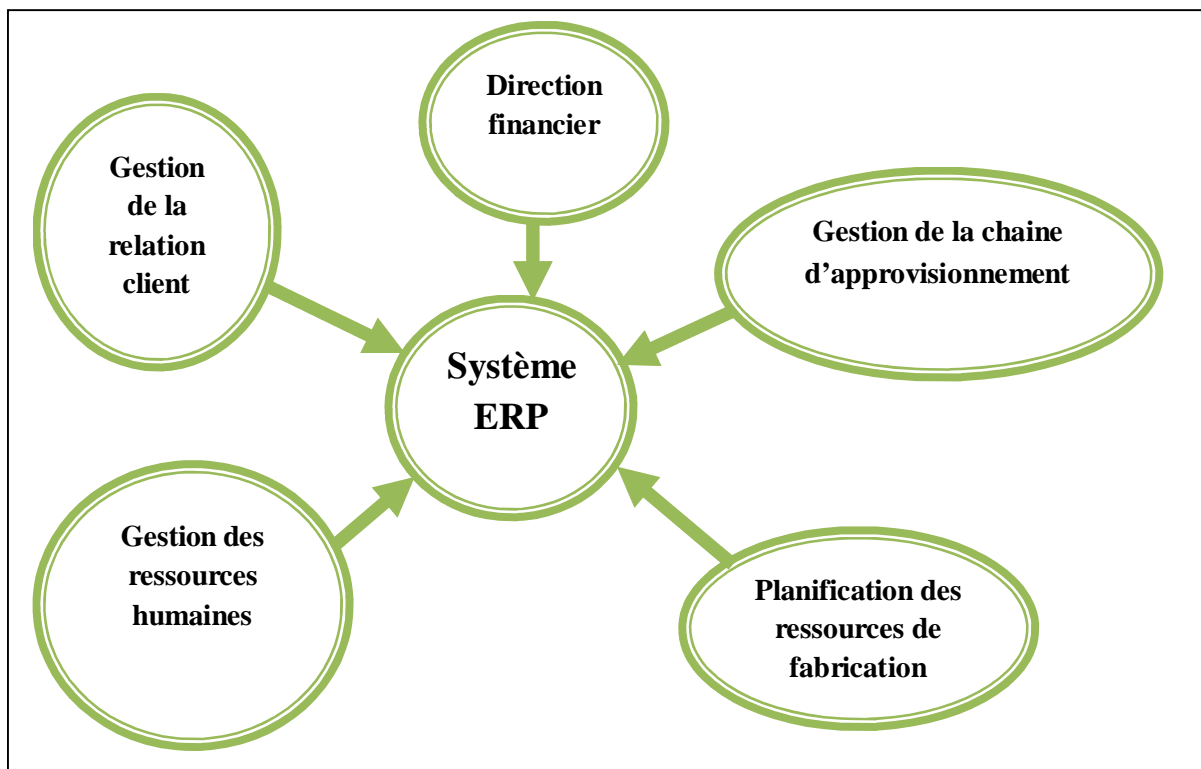 Direction
financier
Gestion
de la
relation
client
Gestion de la chaine
d’approvisionnement
Système
ERP
Gestion des
ressources
humaines
Planification des
ressources de
fabrication